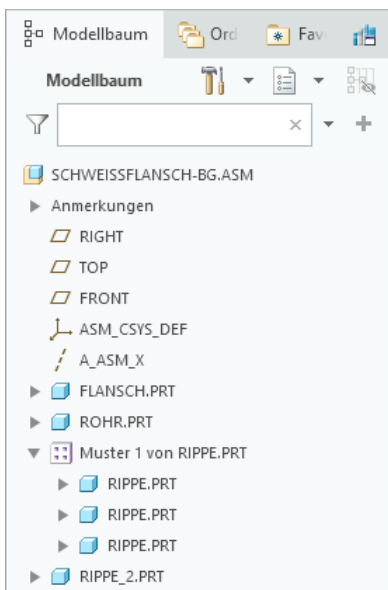 Modellbaum Ord Fav
Modellbaum
SCHWEISSFLANSCH-BG.ASM
Anmerkungen
RIGHT
TOP
FRONT
ASM_CSYS_DEF
A_ASM_X
FLANSCH.PRT
ROHR.PRT
Muster 1 von RIPPE.PRT
RIPPE.PRT
RIPPE.PRT
RIPPE.PRT
RIPPE_2.PRT